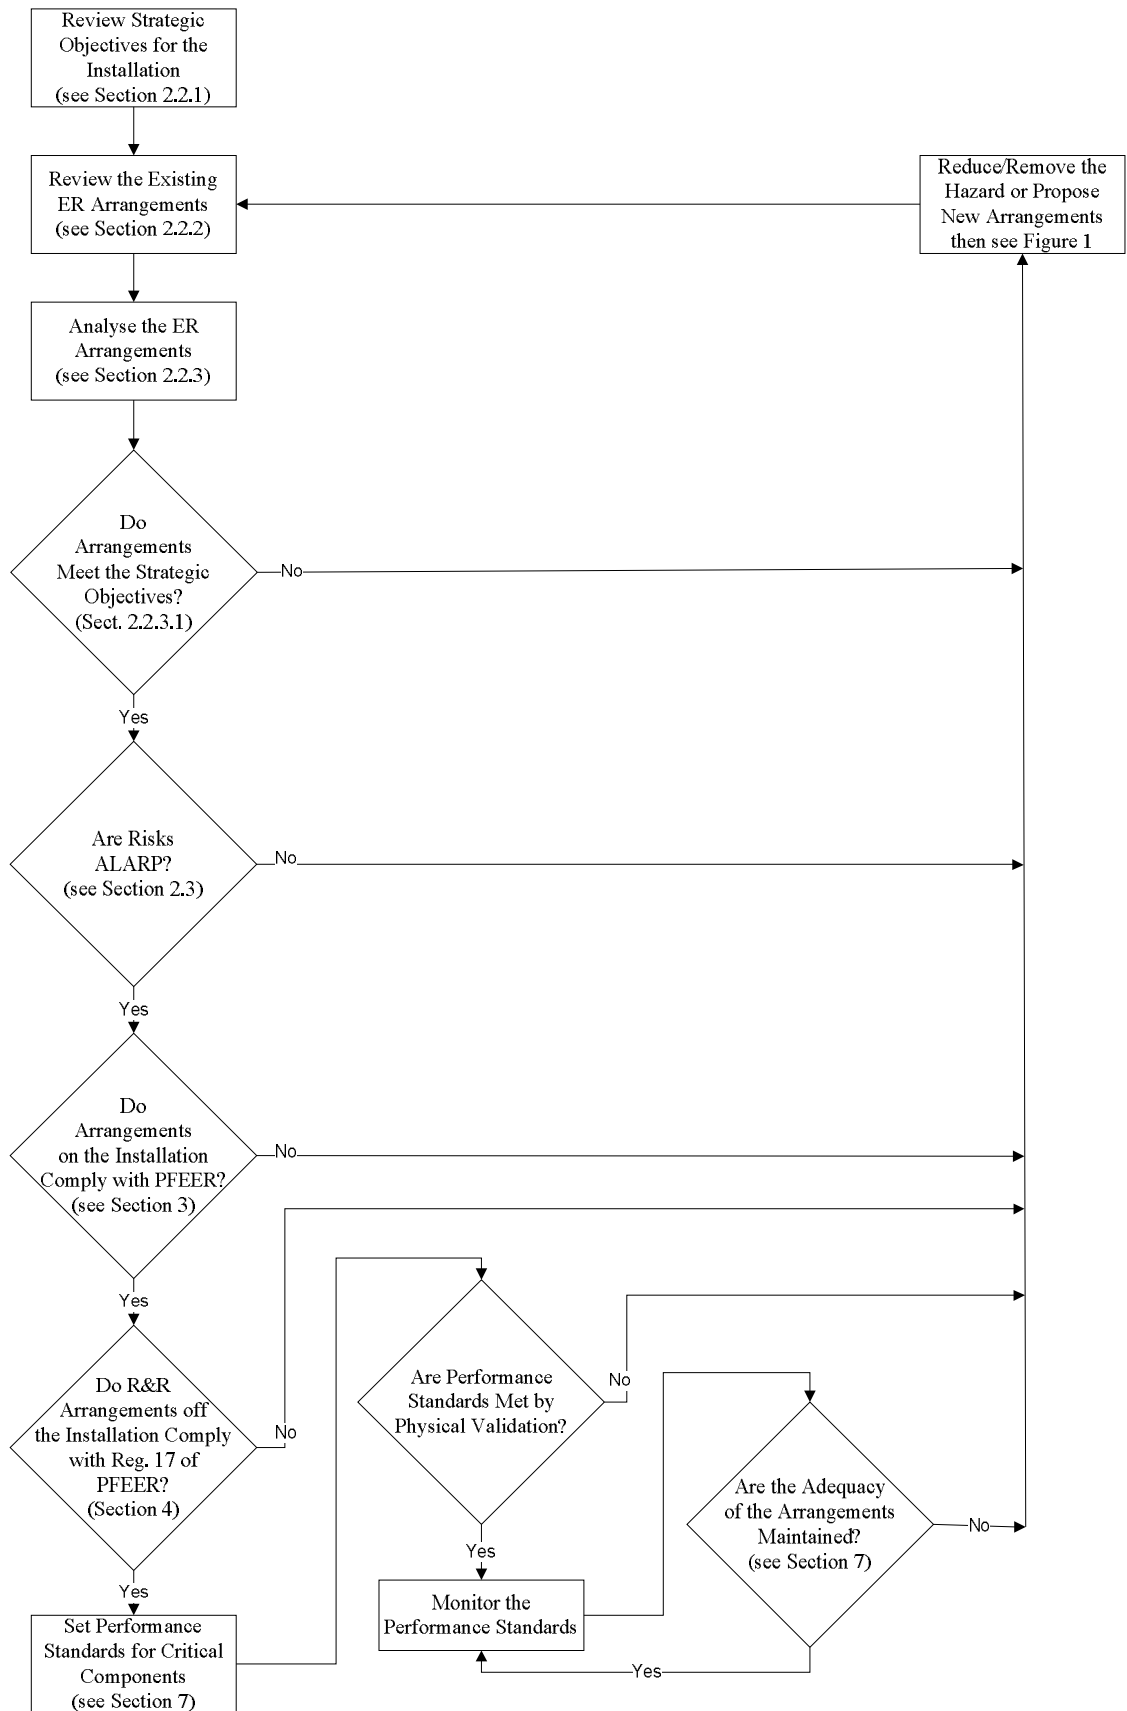 Review Strategic
Objectives for the
Installation
(see Section 2.2.1)
Review the Existing
ER Arrangements
(see Section 2.2.2)
Reduce/Remove the
Hazard or Propose
New Arrangements
then see Figure 1
Analyse the ER
Arrangements
(see Section 2.2.3)
Do
Arrangements
Meet the Strategic
Objectives?
(Sect. 2.2.3.1)
No
Yes
Are Risks
ALARP?
(see Section 2.3)
No
Yes
Do
Arrangements
on the Installation
Comply with PFEER?
(see Section 3)
No
Yes
Do R&R
Arrangements off
the Installation Comply
with Reg. 17 of
PFEER?
(Section 4)
No
Yes
Set Performance
Standards for Critical
Components
(see Section 7)
Are Performance
Standards Met by
Physical Validation?
No
Yes
Monitor the
Performance Standards
Are the Adequacy
of the Arrangements
Maintained?
(see Section 7)
No
Yes